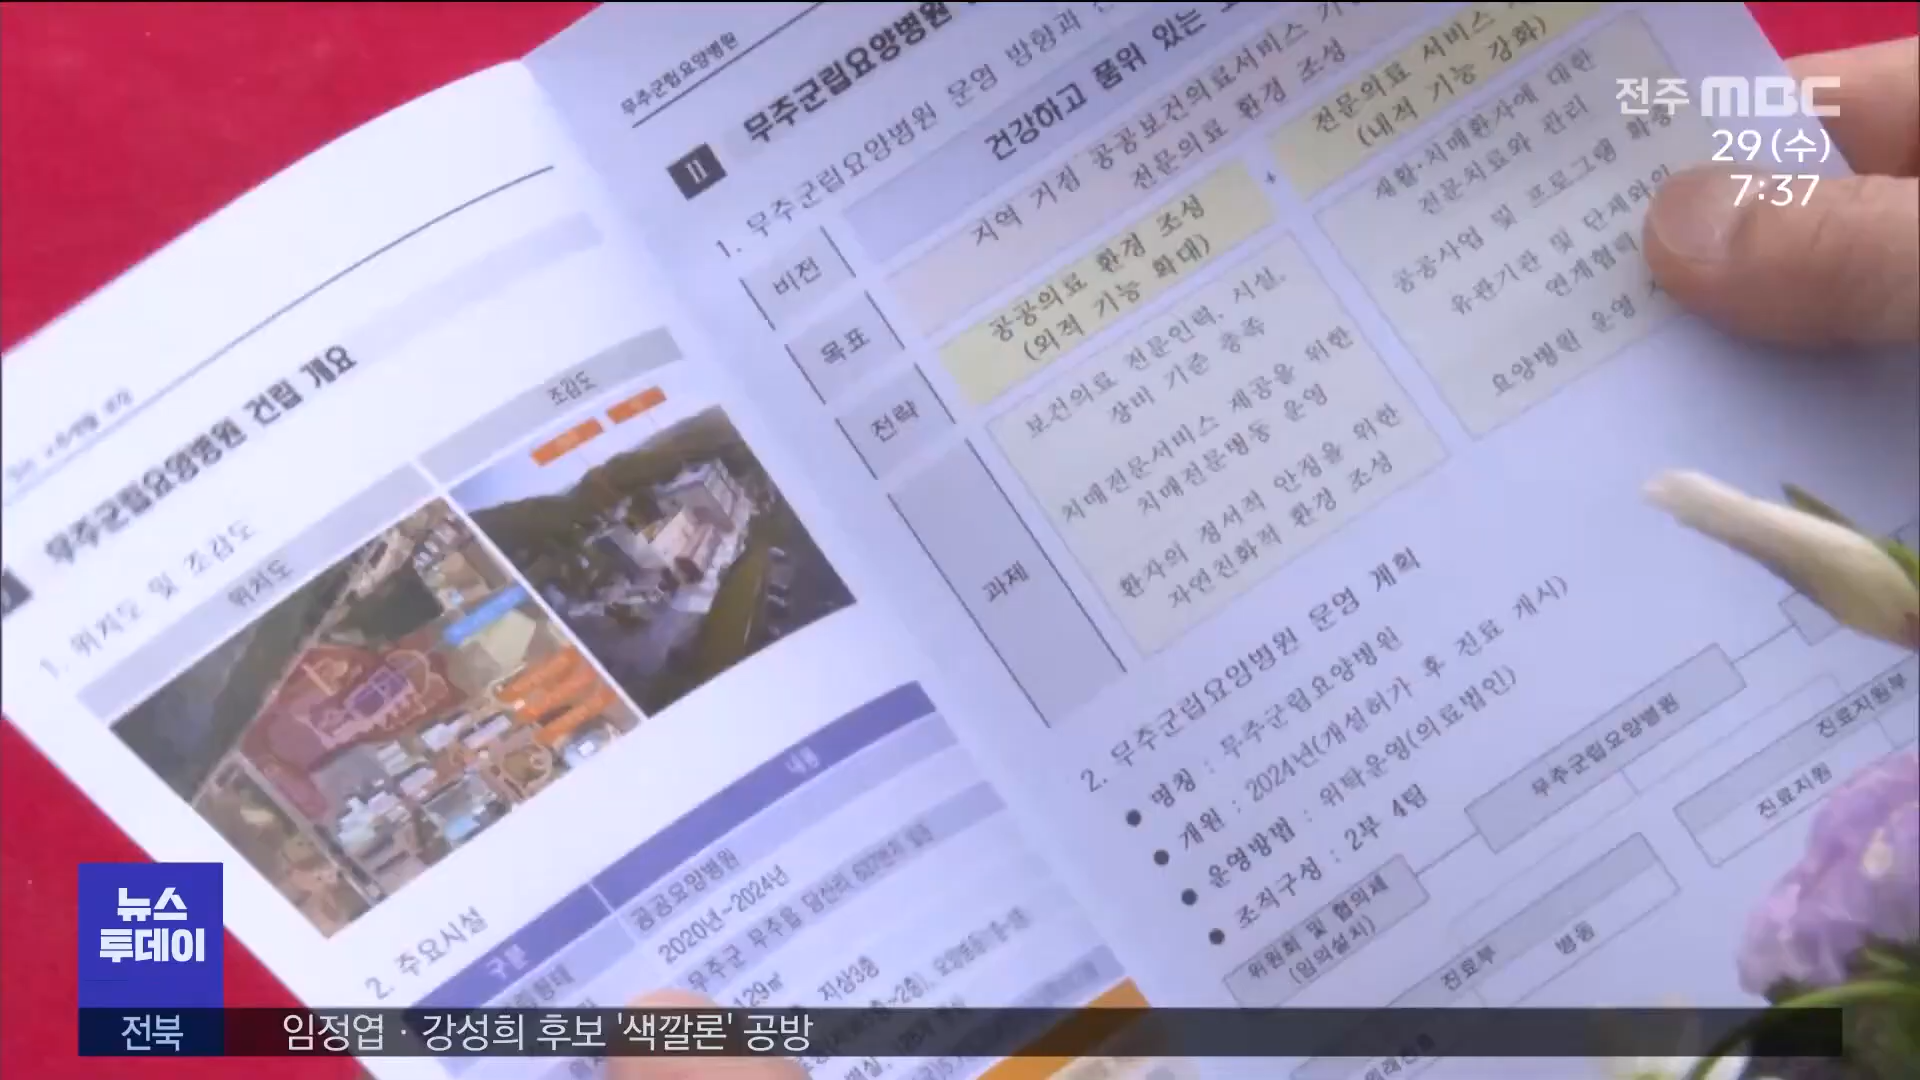 전주 MBC
29 (수)
7:37
무주군립요양병원 건립 개요
1. 위치도 및 조감도
위치도
조감도
2. 주요시설
구분
내용
공공요양병원
2020년~2024년
무주군 무주읍 당산리
129㎡
지상3층
무주군립요양병원
II
무주군립요양병원
1. 무주군립요양병원 운영 방향과
비전
건강하고 품위 있는
목표
지역 거점 공공보건의료서비스
전문의료 환경 조성
전략
공공의료 환경 조성
(외적 기능 확대)
+
전문의료 서비스
(내적 기능 강화)
과제
보건의료 전문인력, 시설,
장비 기준 충족
치매전문서비스 제공을 위한
치매전문병동 운영
환자의 정서적 안정을 위한
자연친화적 환경 조성
재활·치매환자에 대한
전문치료와 관리
공공사업 및 프로그램 확충
유관기관 및 단체와의
연계협력
요양병원 운영
2. 무주군립요양병원 운영 계획
● 명칭 : 무주군립요양병원
● 개원 : 2024년(개설허가 후 진료 개시)
● 운영방법 : 위탁운영(의료법인)
● 조직구성 : 2부 4팀
무주군립요양병원
위원회 및 협의체
(임의설치)
진료지원부
진료지원
진료부
병동
뉴스
투데이
전북
임정엽·강성희 후보 '색깔론' 공방